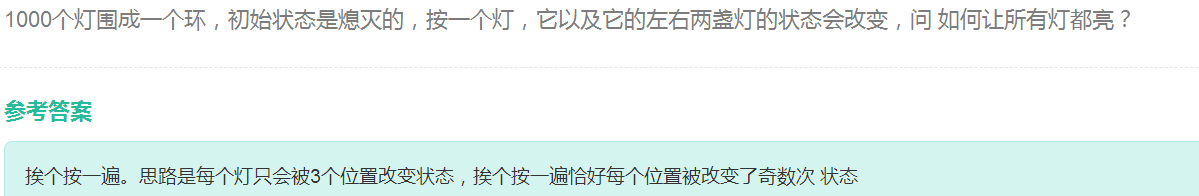 1000个灯围成一个环，初始状态是熄灭的，按一个灯，它以及它的左右两盏灯的状态会改变，问 如何让所有灯都亮？
参考答案
挨个按一遍。思路是每个灯只会被3个位置改变状态，挨个按一遍恰好每个位置被改变了奇数次 状态